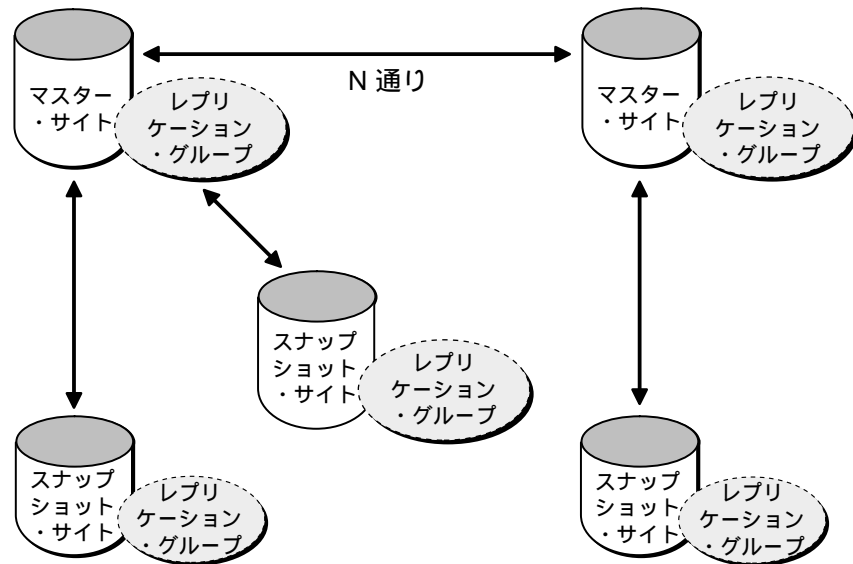 マスター
・サイト
レプリ
ケーション
・グループ
N 通り
マスター
・サイト
レプリ
ケーション
・グループ
スナップ
ショット
・サイト
レプリ
ケーション
・グループ
スナップ
ショット
・サイト
レプリ
ケーション
・グループ
スナップ
ショット
・サイト
レプリ
ケーション
・グループ